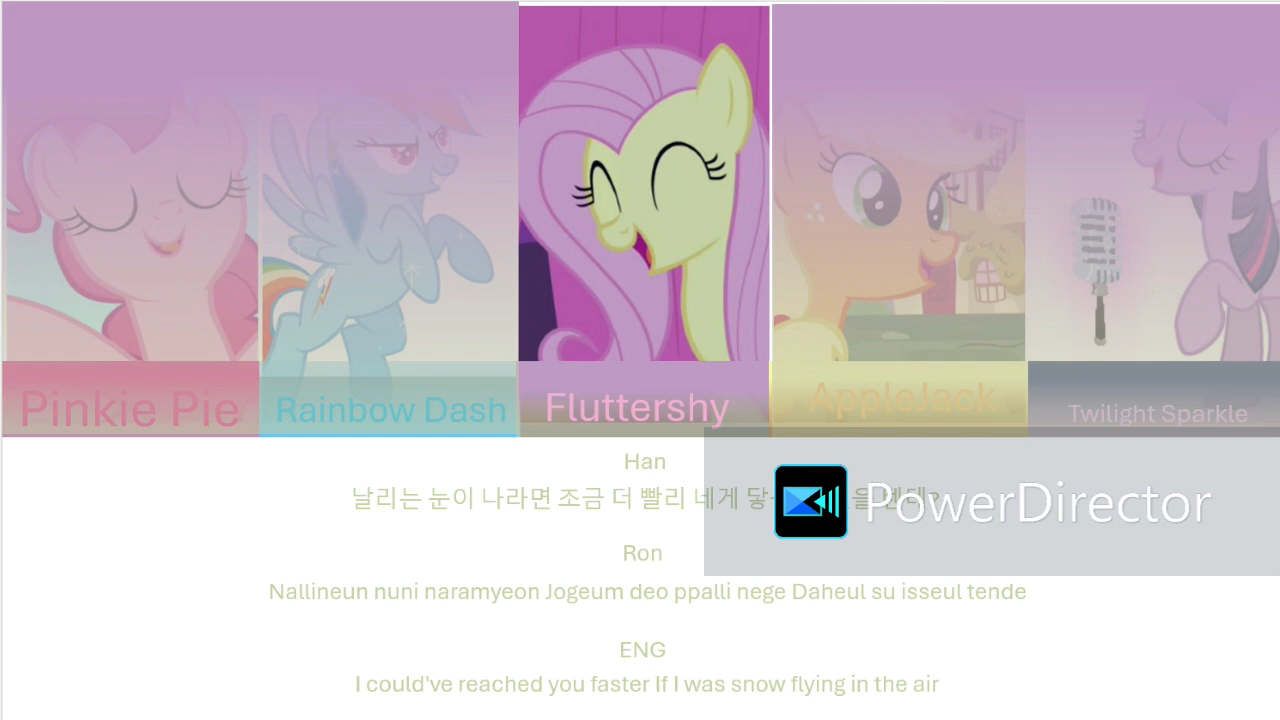 Pinkie Pie
Rainbow Dash
Fluttershy
AppleJack
Twilight Sparkle
Han
날리는 눈이 나라면 조금 더 빨리 네게 텐데
PowerDirector
Ron
Nallineun nuni naramyeon Jogeum deo ppalli nege Daheul su isseul tende
ENG
I could've reached you faster If I was snow flying in the air